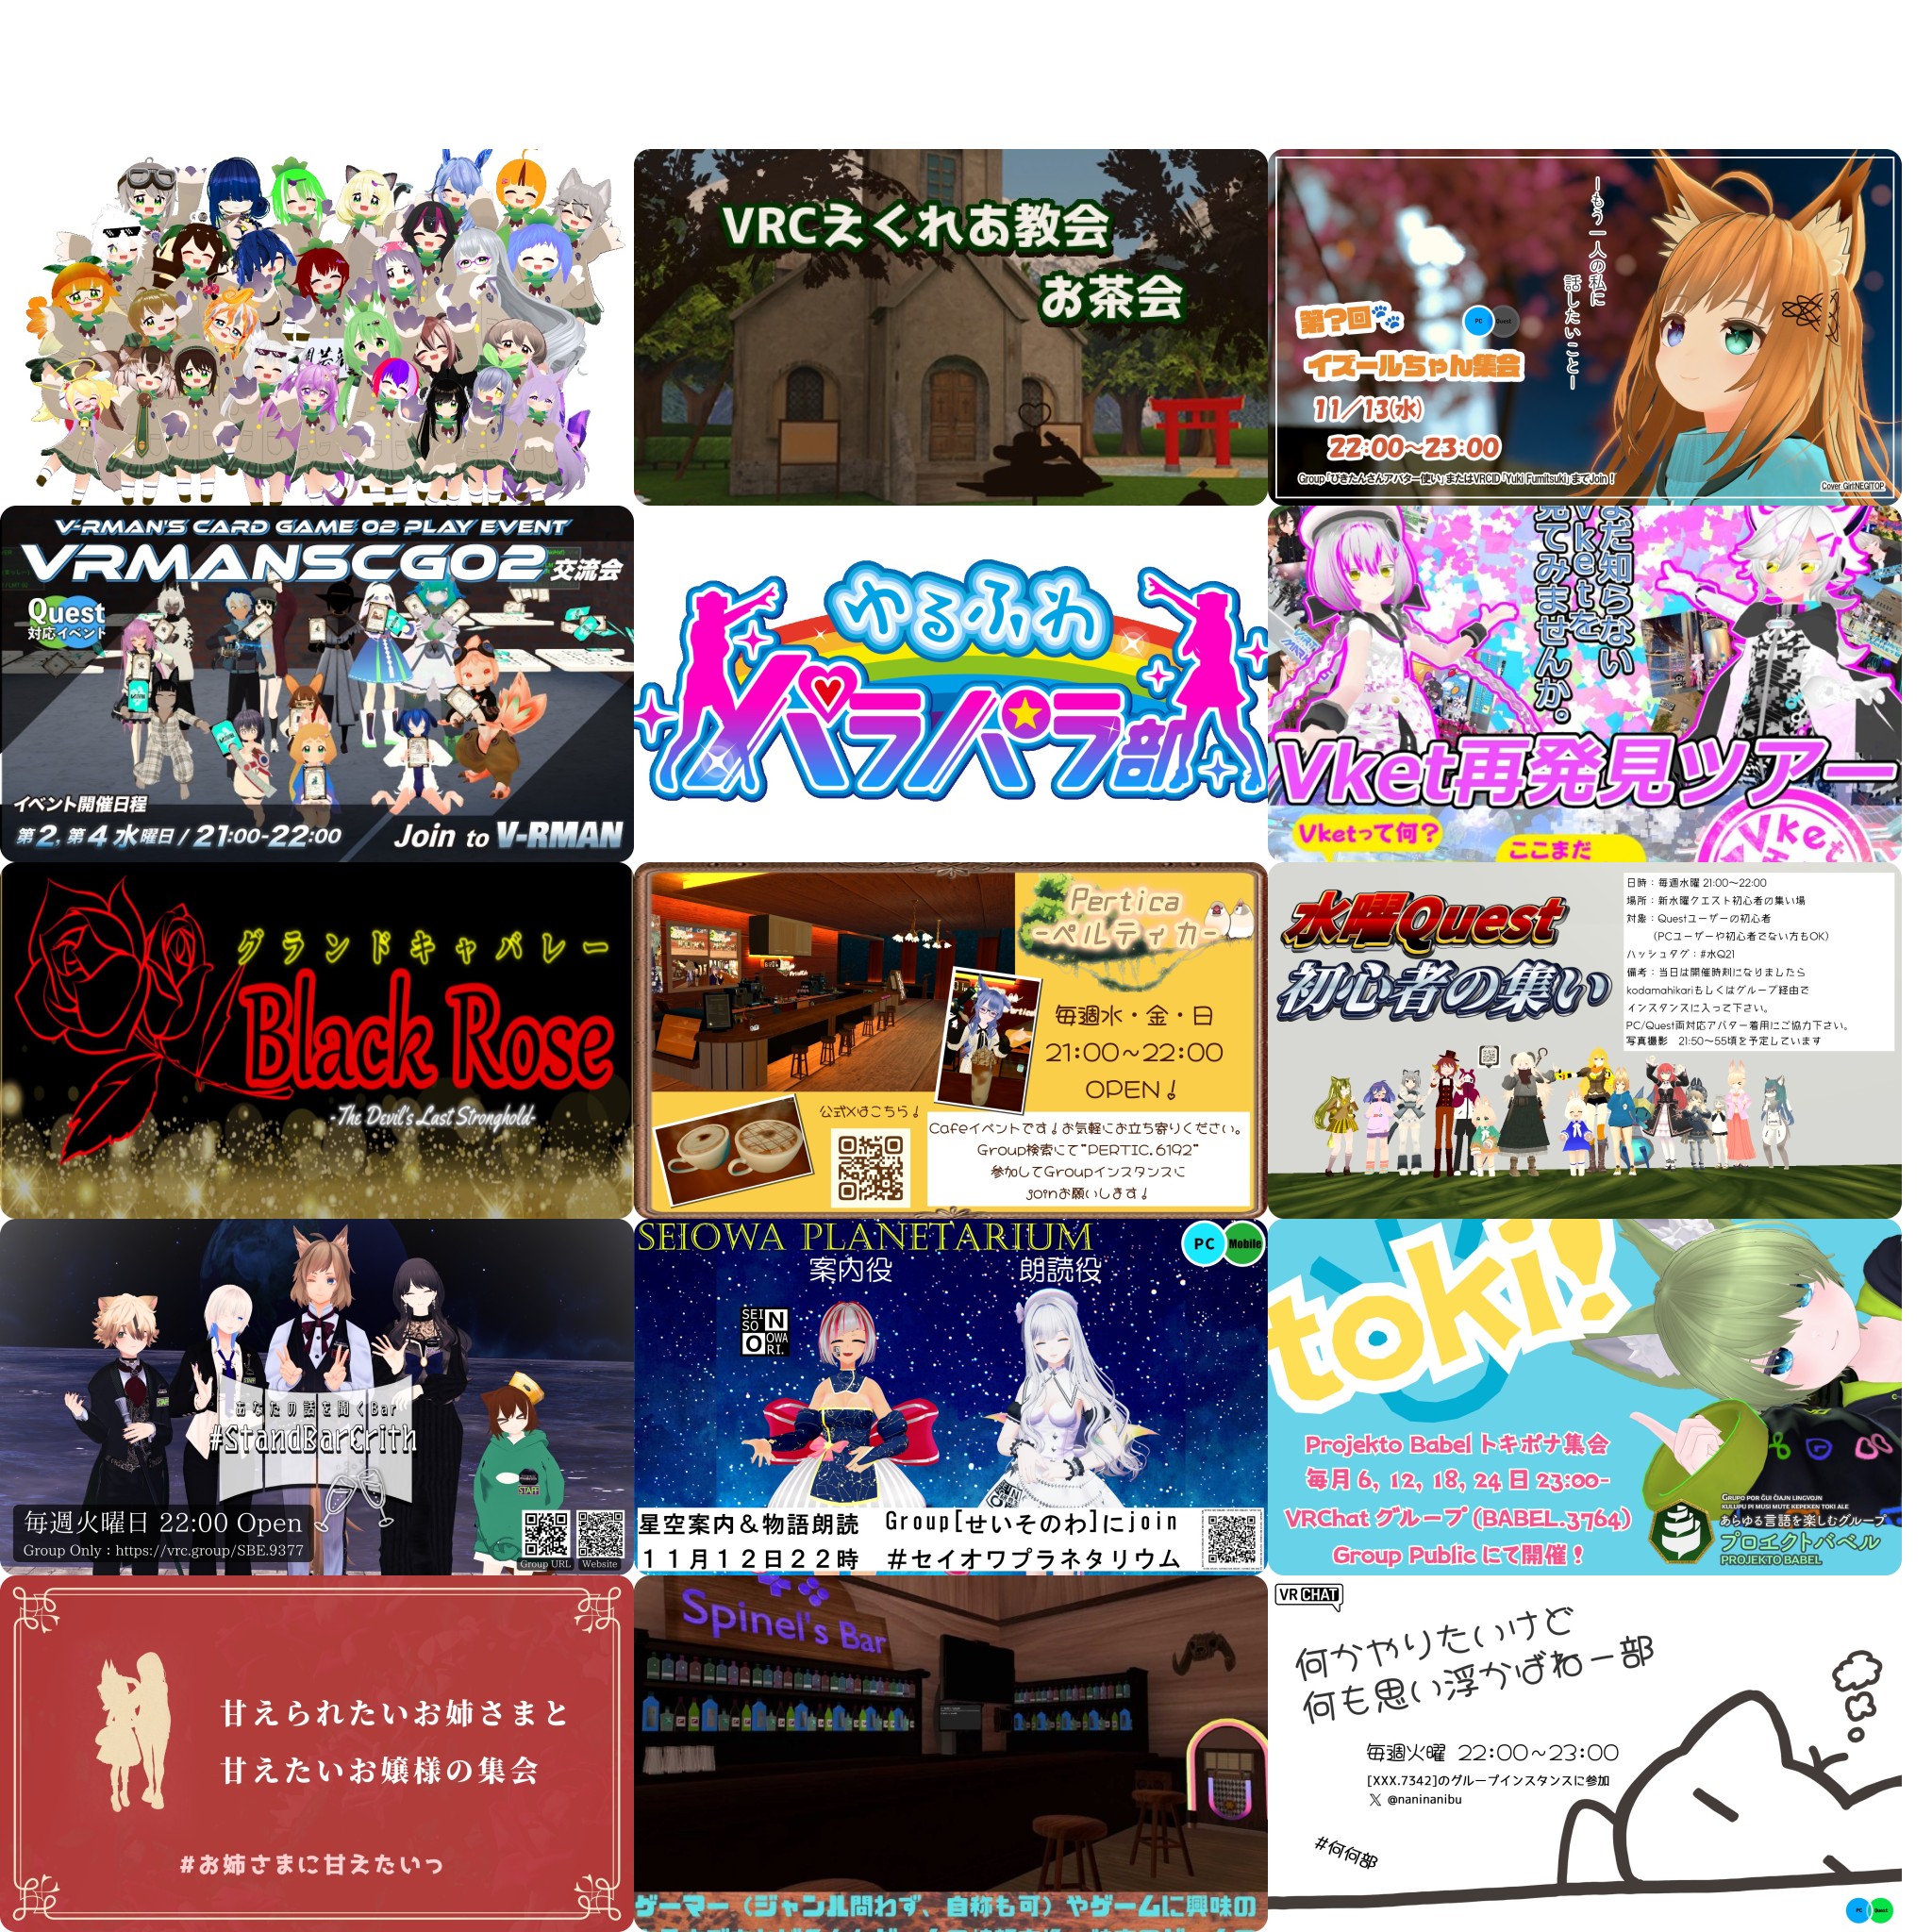 VRCえくれあ教会
お茶会
ーもう一人の私に
話したいことー
第?回
PC Quest
イズールちゃん集会
11/13(水)
22:00～23:00
Group「ぴきたんさんアバター使い」またはVRCID「Yuki Fumitsuki」までJoin!
Cover Girl:NEGITOP
V-RMAN'S CARD GAME 02 PLAY EVENT
VRMANSCG02 交流会
Quest
対応イベント
イベント開催日程
第2, 第4 水曜日 / 21:00-22:00
Join to V-RMAN
ゆるふわ
パラパラ部
まだ知らない
Vketを
見てみませんか。
Vket再発見ツアー
Vketって何?
ここまだ
Vket
グランドキャバレー
Black Rose
-The Devil's Last Stronghold-
Pertica
-ペルティカ-
毎週水・金・日
21:00～22:00
OPEN!
公式Xはこちら!
Cafeイベントです!お気軽にお立ち寄りください。
Group検索にて"PERTIC.6192"
参加してGroupインスタンスに
joinお願いします!
水曜Quest
初心者の集い
日時：毎週水曜 21:00～22:00
場所：新水曜クエスト初心者の集い場
対象：Questユーザーの初心者
(PCユーザーや初心者でない方もOK)
ハッシュタグ：#水Q21
備考：当日は開催時刻になりましたら
kodamahikariもしくはグループ経由で
インスタンスに入って下さい。
PC/Quest両対応アバター着用にご協力下さい。
写真撮影　21:50～55頃を予定しています
あなたの話を聞くBar
#StandBarErith
STAFF
毎週火曜日 22:00 Open
Group Only : https://vrc.group/SBE.9377
Group URL
Website
SEIOWA PLANETARIUM
PC Mobile
案内役
朗読役
SEI N
SO
O OWA
RI.
星空案内＆物語朗読
Group[せいそのわ]にjoin
１１月１２日２２時
＃セイオワプラネタリウム
toki!
Projekto Babel トキポナ集会
毎月 6, 12, 18, 24 日 23:00-
VRChat グループ (BABEL.3764)
Group Public にて開催！
GRUPO POR ĜUI ĈIAJN LINGVOJN
KULUPU PI MUSI MUTE KEPEKEN TOKI ALE
あらゆる言語を楽しむグループ
プロエクトバベル
PROJEKTO BABEL
甘えられたいお姉さまと
甘えたいお嬢様の集会
#お姉さまに甘えたいっ
Spinel's Bar
ゲーマー（ジャンル問わず、自称も可）やゲームに興味の
VRCHAT
何かやりたいけど
何も思い浮かばねー部
毎週火曜 22:00～23:00
[XXX.7342]のグループインスタンスに参加
X @naninanibu
#何何部
PC Quest